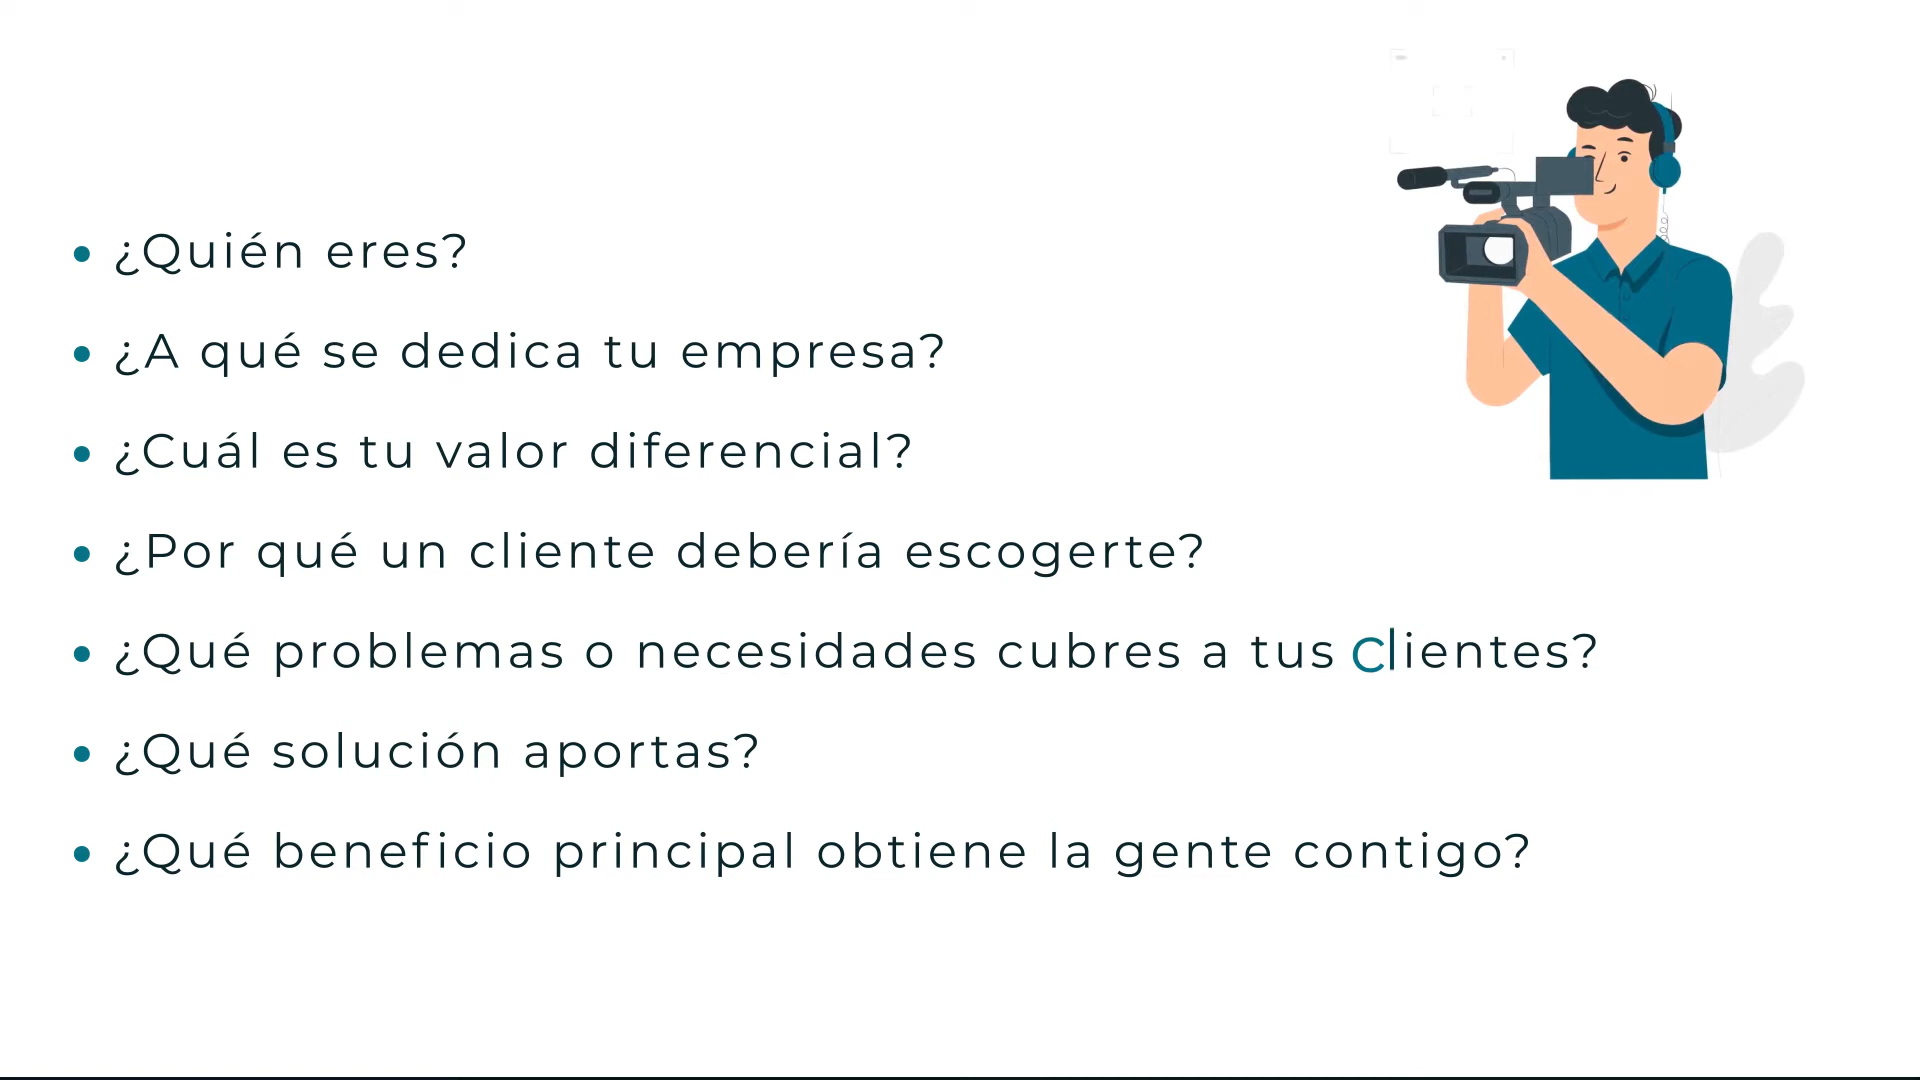 ¿Quién eres?
¿A qué se dedica tu empresa?
¿Cuál es tu valor diferencial?
¿Por qué un cliente debería escogerte?
¿Qué problemas o necesidades cubres a tus clientes?
¿Qué solución aportas?
¿Qué beneficio principal obtiene la gente contigo?